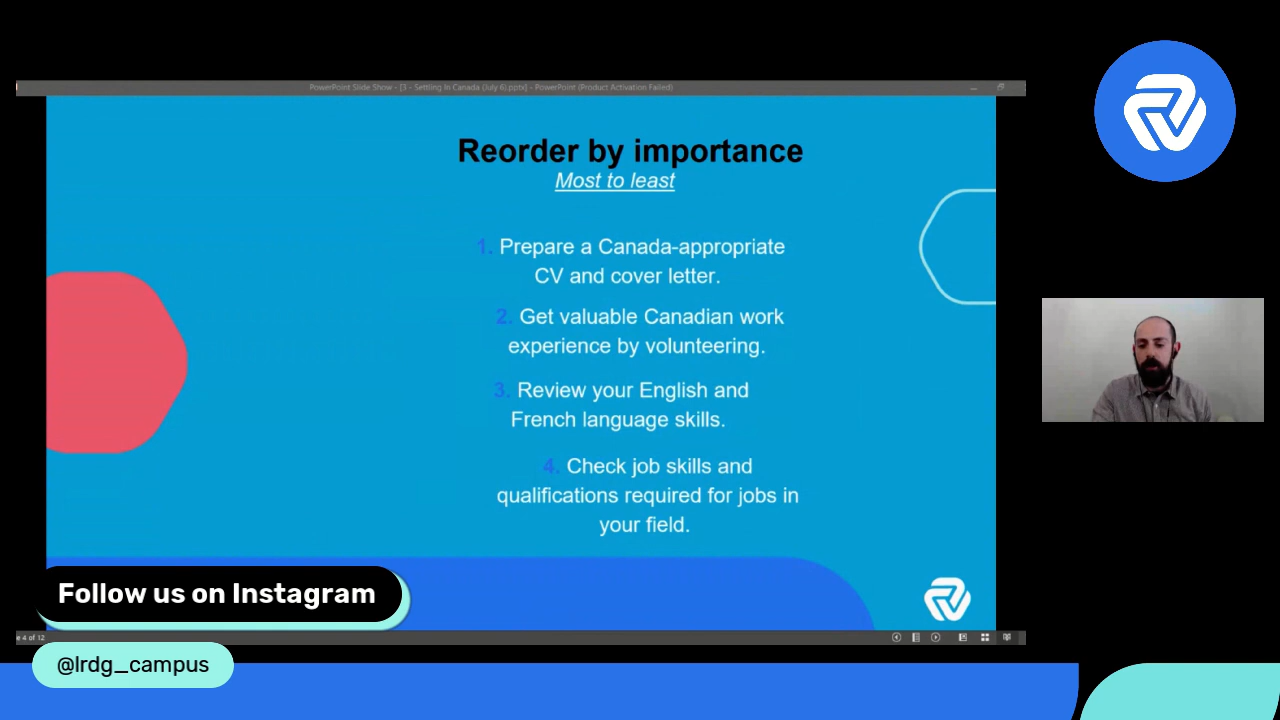 PowerPoint Slide Show - [3 - Settling In Canada (July 6).pptx] - PowerPoint (Product Activation Failed)
Reorder by importance
Most to least
1. Prepare a Canada-appropriate
CV and cover letter.
2. Get valuable Canadian work
experience by volunteering.
3. Review your English and
French language skills.
4. Check job skills and
qualifications required for jobs in
your field.
Follow us on Instagram
e 4 of 12
@lrdg_campus